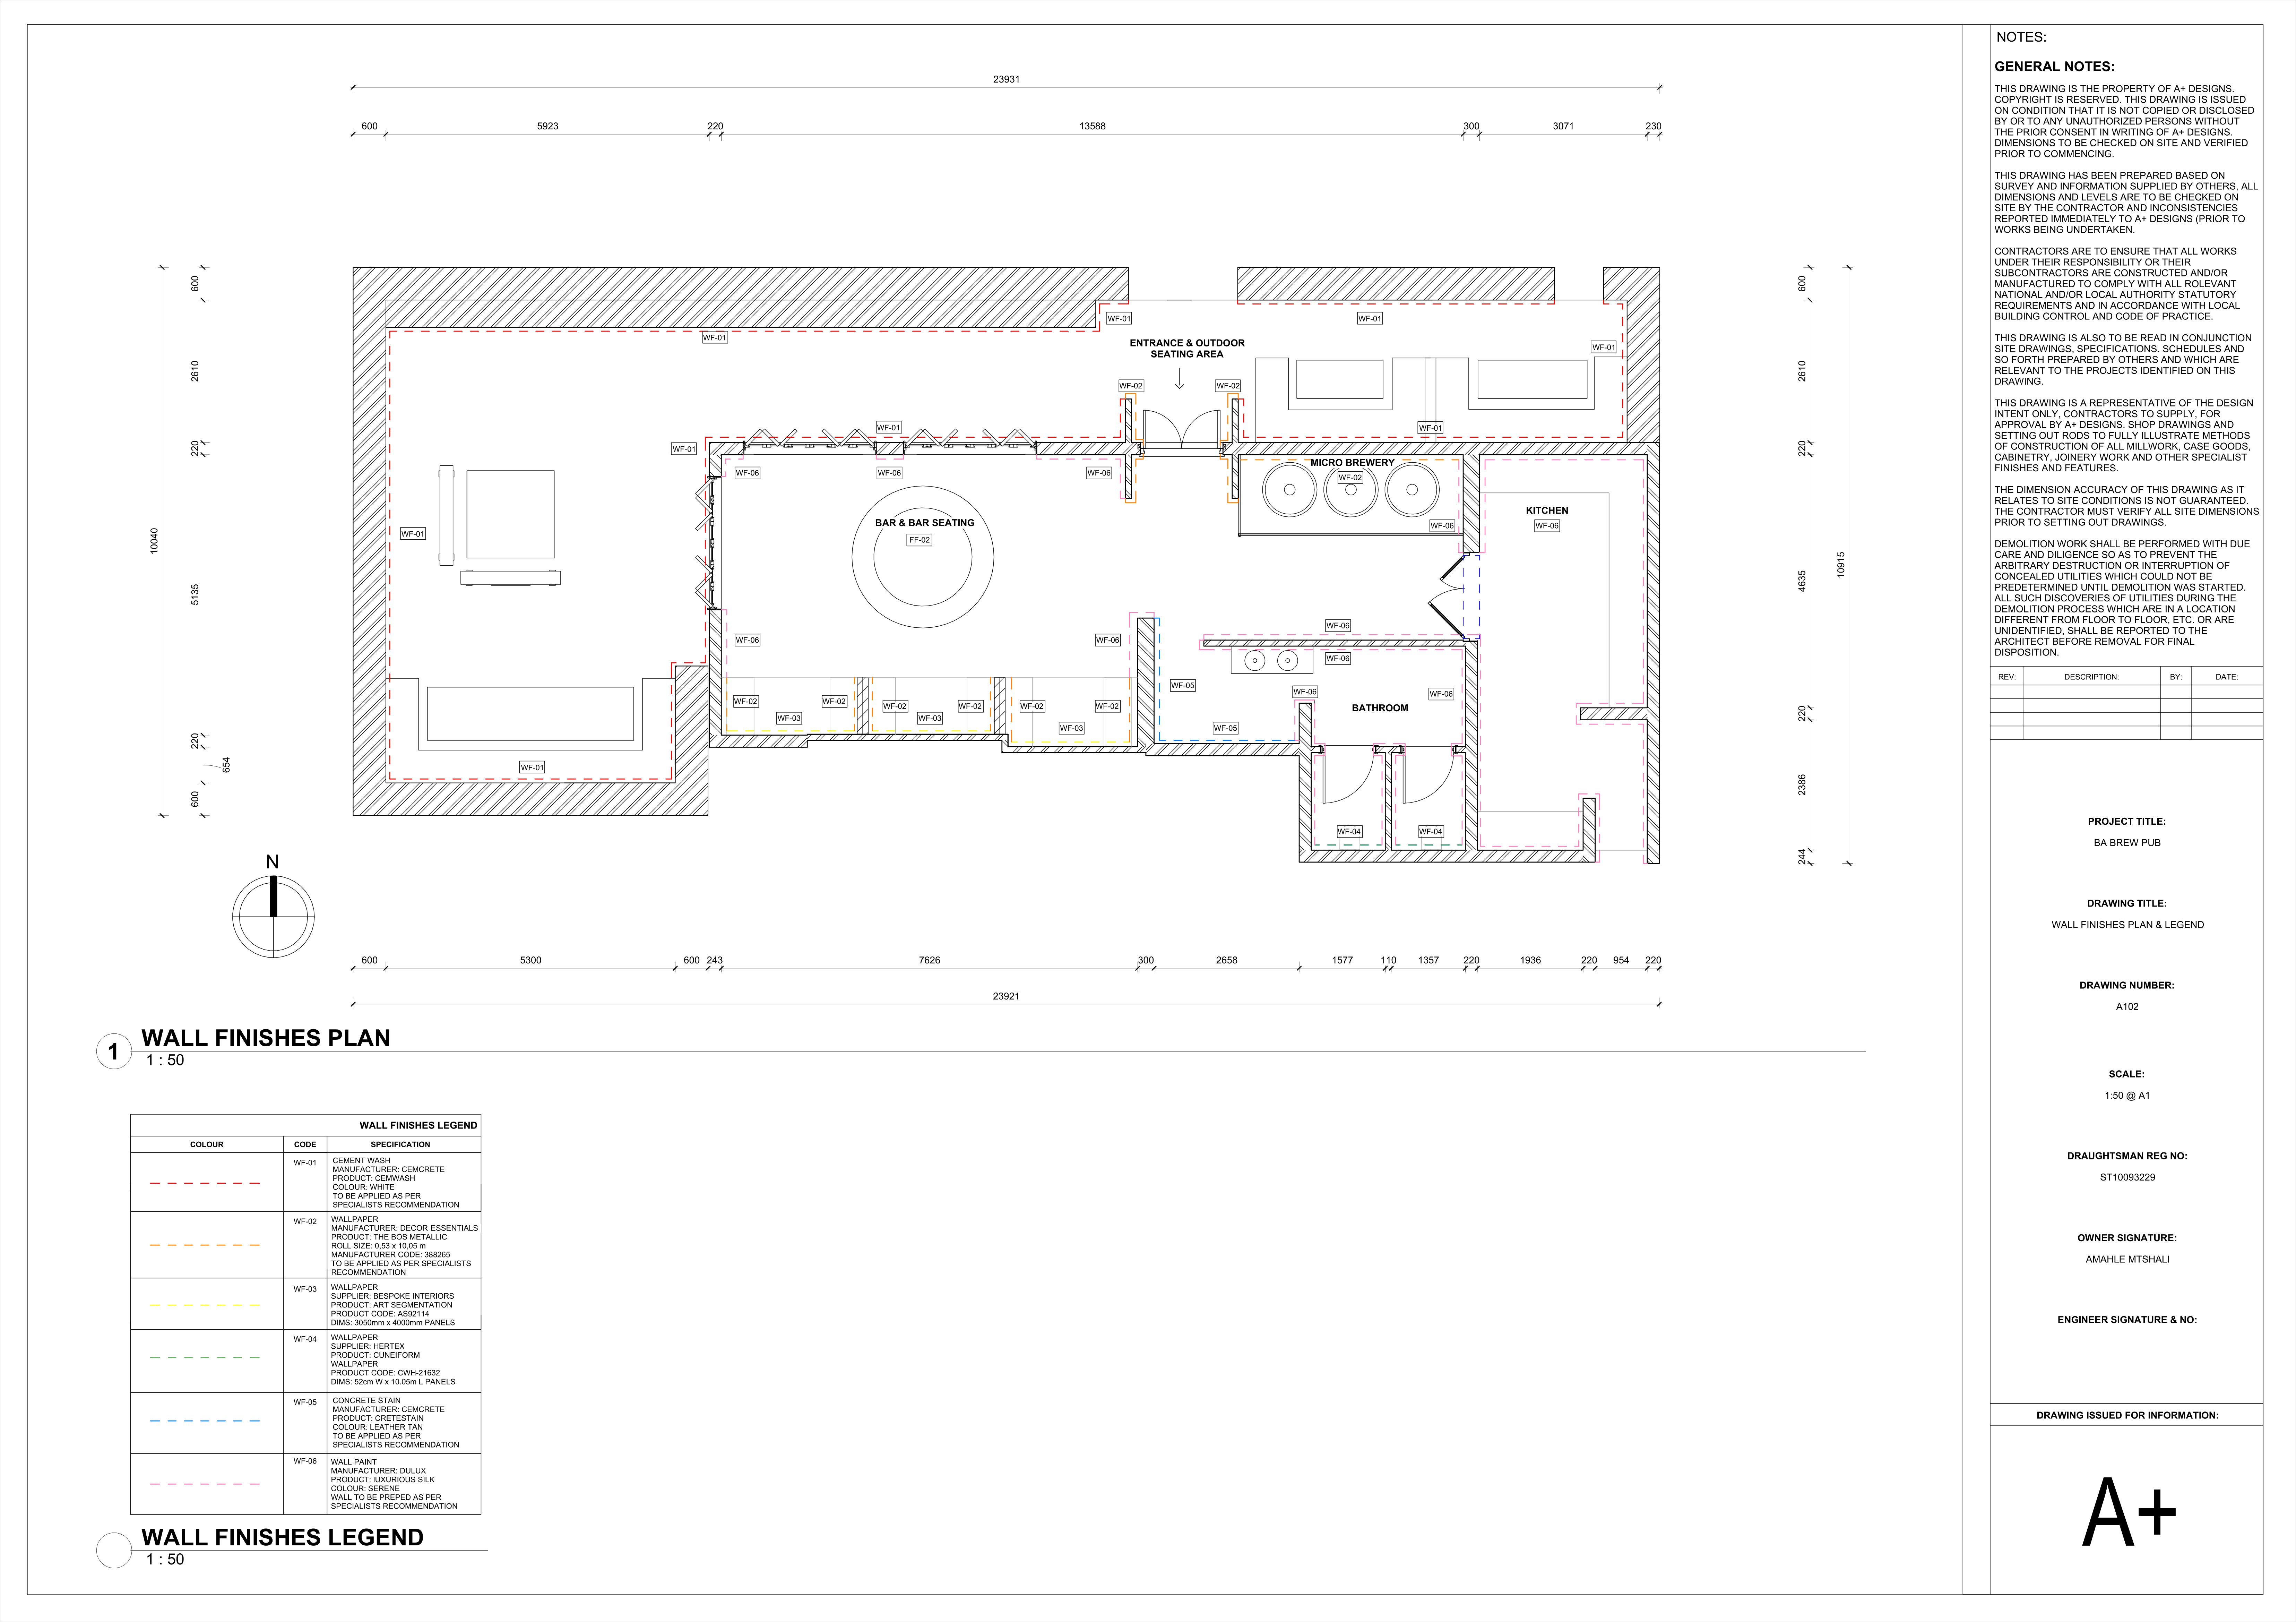 NOTES:
GENERAL NOTES:
THIS DRAWING IS THE PROPERTY OF A+ DESIGNS.
COPYRIGHT IS RESERVED. THIS DRAWING IS ISSUED
ON CONDITION THAT IT IS NOT COPIED OR DISCLOSED
BY OR TO ANY UNAUTHORIZED PERSONS WITHOUT
THE PRIOR CONSENT IN WRITING OF A+ DESIGNS.
DIMENSIONS TO BE CHECKED ON SITE AND VERIFIED
PRIOR TO COMMENCING.
THIS DRAWING HAS BEEN PREPARED BASED ON
SURVEY AND INFORMATION SUPPLIED BY OTHERS, ALL
DIMENSIONS AND LEVELS ARE TO BE CHECKED ON
SITE BY THE CONTRACTOR AND INCONSISTENCIES
REPORTED IMMEDIATELY TO A+ DESIGNS (PRIOR TO
WORKS BEING UNDERTAKEN.
CONTRACTORS ARE TO ENSURE THAT ALL WORKS
UNDER THEIR RESPONSIBILITY OR THEIR
SUBCONTRACTORS ARE CONSTRUCTED AND/OR
MANUFACTURED TO COMPLY WITH ALL ROLEVANT
NATIONAL AND/OR LOCAL AUTHORITY STATUTORY
REQUIREMENTS AND IN ACCORDANCE WITH LOCAL
BUILDING CONTROL AND CODE OF PRACTICE.
THIS DRAWING IS ALSO TO BE READ IN CONJUNCTION
SITE DRAWINGS, SPECIFICATIONS. SCHEDULES AND
SO FORTH PREPARED BY OTHERS AND WHICH ARE
RELEVANT TO THE PROJECTS IDENTIFIED ON THIS
DRAWING.
THIS DRAWING IS A REPRESENTATIVE OF THE DESIGN
INTENT ONLY, CONTRACTORS TO SUPPLY, FOR
APPROVAL BY A+ DESIGNS. SHOP DRAWINGS AND
SETTING OUT RODS TO FULLY ILLUSTRATE METHODS
OF CONSTRUCTION OF ALL MILLWORK, CASE GOODS,
CABINETRY, JOINERY WORK AND OTHER SPECIALIST
FINISHES AND FEATURES.
THE DIMENSION ACCURACY OF THIS DRAWING AS IT
RELATES TO SITE CONDITIONS IS NOT GUARANTEED.
THE CONTRACTOR MUST VERIFY ALL SITE DIMENSIONS
PRIOR TO SETTING OUT DRAWINGS.
DEMOLITION WORK SHALL BE PERFORMED WITH DUE
CARE AND DILIGENCE SO AS TO PREVENT THE
ARBITRARY DESTRUCTION OR INTERRUPTION OF
CONCEALED UTILITIES WHICH COULD NOT BE
PREDETERMINED UNTIL DEMOLITION WAS STARTED.
ALL SUCH DISCOVERIES OF UTILITIES DURING THE
DEMOLITION PROCESS WHICH ARE IN A LOCATION
DIFFERENT FROM FLOOR TO FLOOR, ETC. OR ARE
UNIDENTIFIED, SHALL BE REPORTED TO THE
ARCHITECT BEFORE REMOVAL FOR FINAL
DISPOSITION.
REV: DESCRIPTION: BY: DATE:
PROJECT TITLE:
BA BREW PUB
DRAWING TITLE:
WALL FINISHES PLAN & LEGEND
DRAWING NUMBER:
A102
SCALE:
1:50 @ A1
DRAUGHTSMAN REG NO:
ST10093229
OWNER SIGNATURE:
AMAHLE MTSHALI
ENGINEER SIGNATURE & NO:
DRAWING ISSUED FOR INFORMATION:
A+
23931
600 5923 220 13588 300 3071 230
10040
600 2610 220 5135 220 654 600
600 2610 220 4635 220 2386 244
10915
WF-01 WF-01 WF-01
WF-01
ENTRANCE & OUTDOOR
SEATING AREA
WF-02 WF-02
WF-01 WF-01
WF-01
MICRO BREWERY
WF-02
WF-06 WF-06 WF-06
BAR & BAR SEATING
FF-02
WF-01
WF-06
KITCHEN
WF-06
WF-06 WF-06 WF-06
WF-06
WF-05 WF-06 WF-06
WF-02 WF-02 WF-02 WF-02 WF-02 WF-02
BATHROOM
WF-03 WF-03 WF-03 WF-05
WF-01
WF-04 WF-04
N
600 5300 600 243 7626 300 2658 1577 110 1357 220 1936 220 954 220
23921
1 WALL FINISHES PLAN
1 : 50
WALL FINISHES LEGEND
COLOUR CODE SPECIFICATION
WF-01 CEMENT WASH
MANUFACTURER: CEMCRETE
PRODUCT: CEMWASH
COLOUR: WHITE
TO BE APPLIED AS PER
SPECIALISTS RECOMMENDATION
WF-02 WALLPAPER
MANUFACTURER: DECOR ESSENTIALS
PRODUCT: THE BOS METALLIC
ROLL SIZE: 0,53 x 10,05 m
MANUFACTURER CODE: 388265
TO BE APPLIED AS PER SPECIALISTS
RECOMMENDATION
WF-03 WALLPAPER
SUPPLIER: BESPOKE INTERIORS
PRODUCT: ART SEGMENTATION
PRODUCT CODE: AS92114
DIMS: 3050mm x 4000mm PANELS
WF-04 WALLPAPER
SUPPLIER: HERTEX
PRODUCT: CUNEIFORM
WALLPAPER
PRODUCT CODE: CWH-21632
DIMS: 52cm W x 10.05m L PANELS
WF-05 CONCRETE STAIN
MANUFACTURER: CEMCRETE
PRODUCT: CRETESTAIN
COLOUR: LEATHER TAN
TO BE APPLIED AS PER
SPECIALISTS RECOMMENDATION
WF-06 WALL PAINT
MANUFACTURER: DULUX
PRODUCT: lUXURIOUS SILK
COLOUR: SERENE
WALL TO BE PREPED AS PER
SPECIALISTS RECOMMENDATION
WALL FINISHES LEGEND
1 : 50